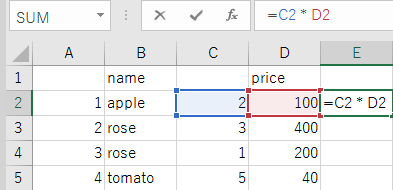 SUM =C2 * D2
A B C D E
1 name price
2 1 apple 2 100 =C2 * D2
3 2 rose 3 400
4 3 rose 1 200
5 4 tomato 5 40